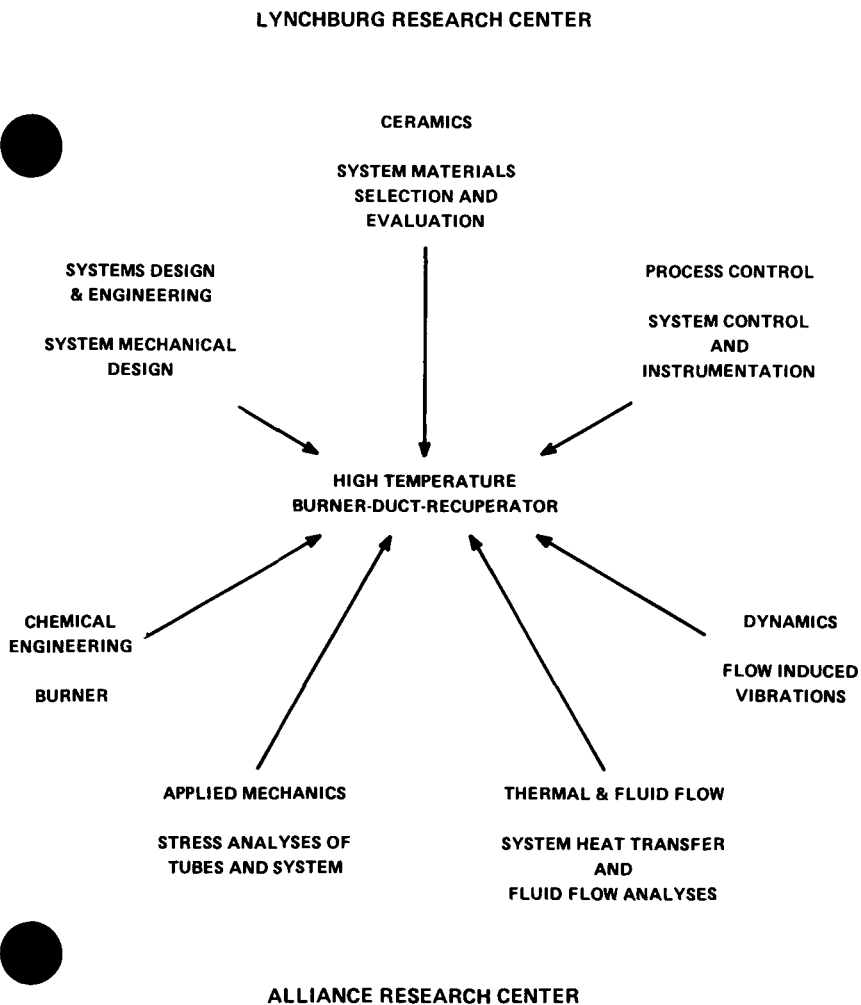 LYNCHBURG RESEARCH CENTER
CERAMICS
SYSTEM MATERIALS
SELECTION AND
EVALUATION
SYSTEMS DESIGN
& ENGINEERING
SYSTEM MECHANICAL
DESIGN
PROCESS CONTROL
SYSTEM CONTROL
AND
INSTRUMENTATION
HIGH TEMPERATURE
BURNER-DUCT-RECUPERATOR
CHEMICAL
ENGINEERING
BURNER
DYNAMICS
FLOW INDUCED
VIBRATIONS
APPLIED MECHANICS
STRESS ANALYSES OF
TUBES AND SYSTEM
THERMAL & FLUID FLOW
SYSTEM HEAT TRANSFER
AND
FLUID FLOW ANALYSES
ALLIANCE RESEARCH CENTER